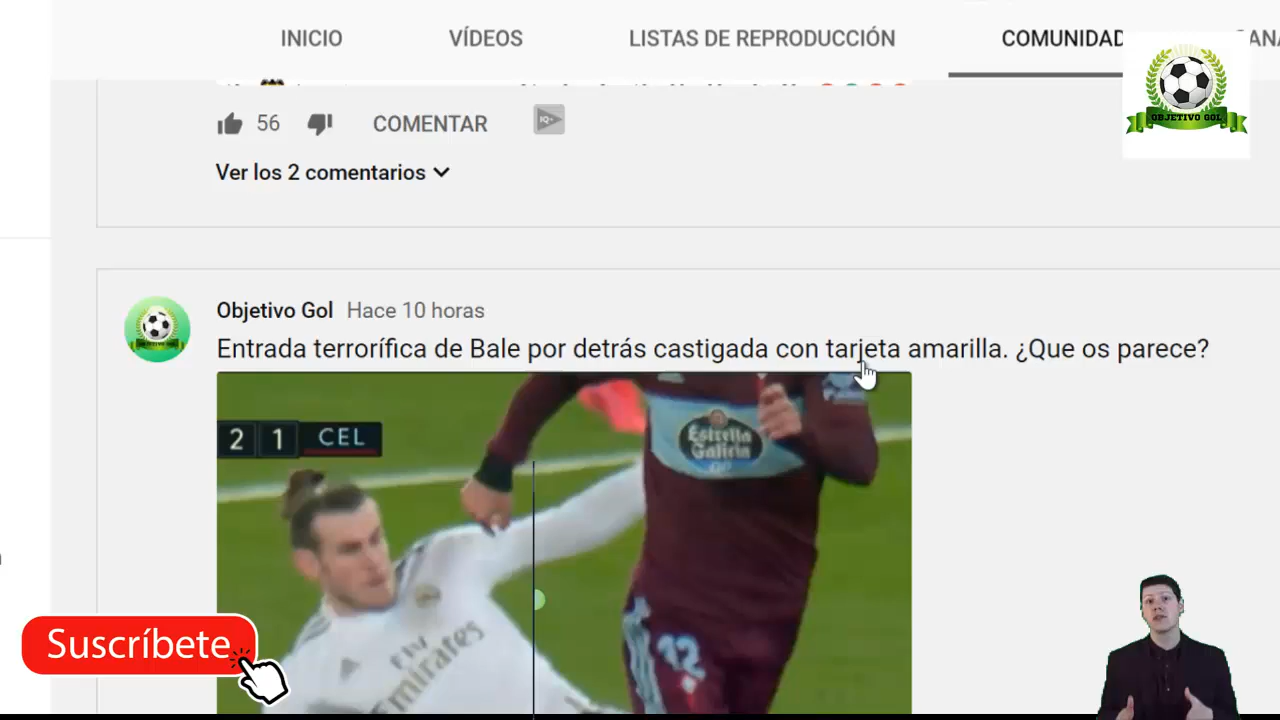 INICIO
VÍDEOS
LISTAS DE REPRODUCCIÓN
COMUNIDAD
OBJETIVO GOL
56
COMENTAR
IQ+
Ver los 2 comentarios
Objetivo Gol Hace 10 horas
Entrada terrorífica de Bale por detrás castigada con tarjeta amarilla. ¿Que os parece?
2 1 CEL
Estrella
Galicia
Fly
Emirates
12
Suscríbete